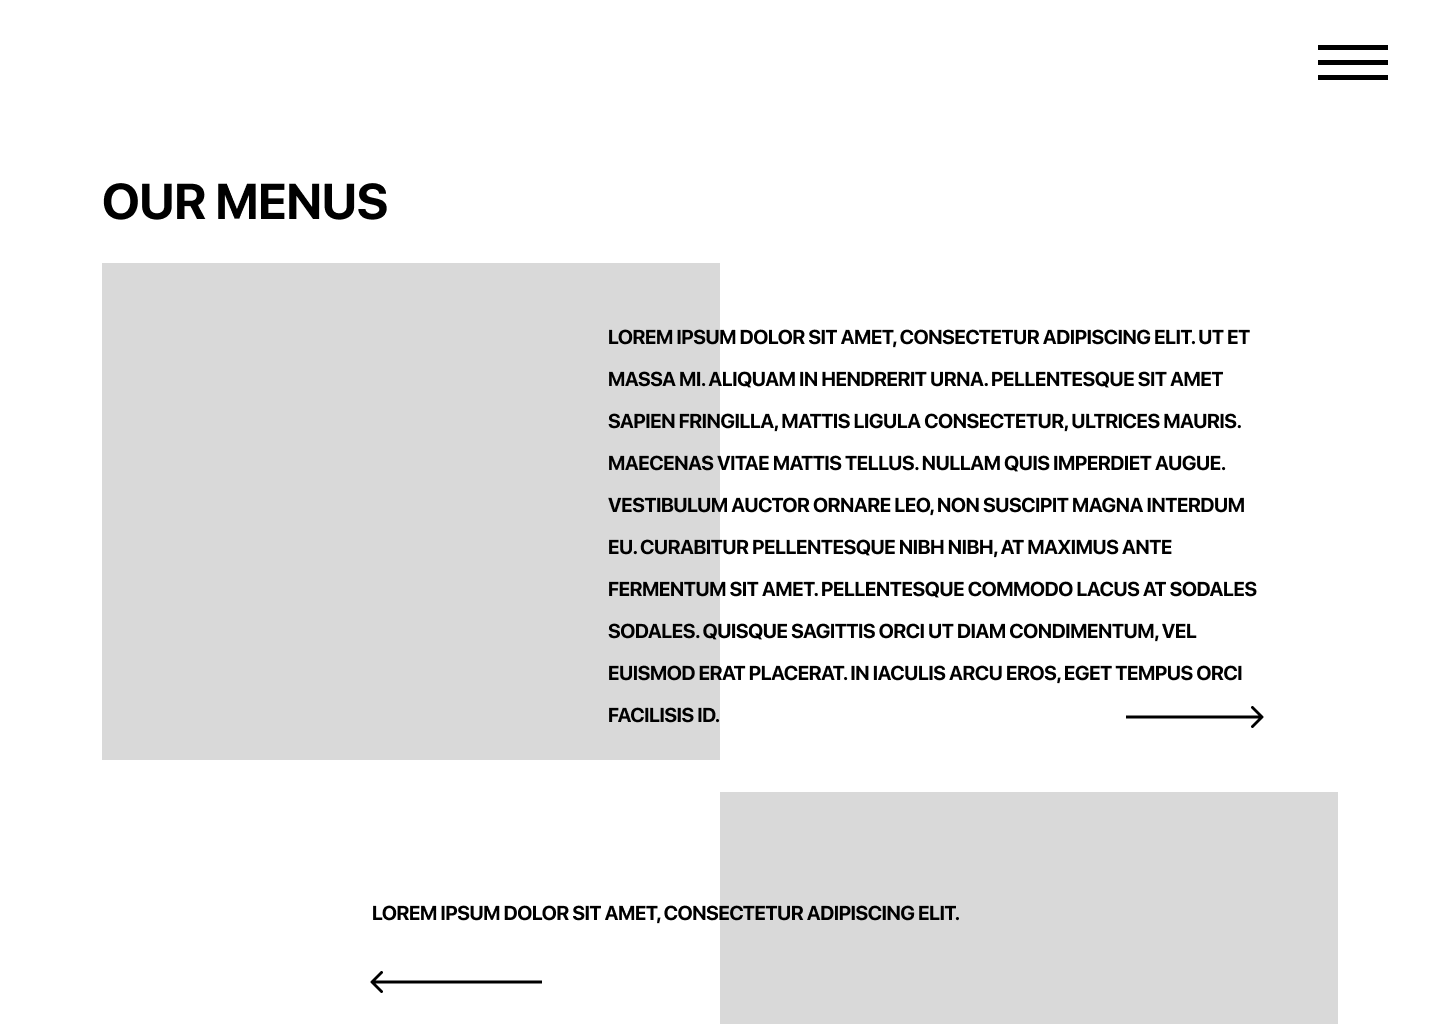 OUR MENUS
LOREM IPSUM DOLOR SIT AMET, CONSECTETUR ADIPISCING ELIT. UT ET
MASSA MI. ALIQUAM IN HENDRERIT URNA. PELLENTESQUE SIT AMET
SAPIEN FRINGILLA, MATTIS LIGULA CONSECTETUR, ULTRICES MAURIS.
MAECENAS VITAE MATTIS TELLUS. NULLAM QUIS IMPERDIET AUGUE.
VESTIBULUM AUCTOR ORNARE LEO, NON SUSCIPIT MAGNA INTERDUM
EU. CURABITUR PELLENTESQUE NIBH NIBH, AT MAXIMUS ANTE
FERMENTUM SIT AMET. PELLENTESQUE COMMODO LACUS AT SODALES
SODALES. QUISQUE SAGITTIS ORCI UT DIAM CONDIMENTUM, VEL
EUISMOD ERAT PLACERAT. IN IACULIS ARCU EROS, EGET TEMPUS ORCI
FACILISIS ID.
LOREM IPSUM DOLOR SIT AMET, CONSECTETUR ADIPISCING ELIT.